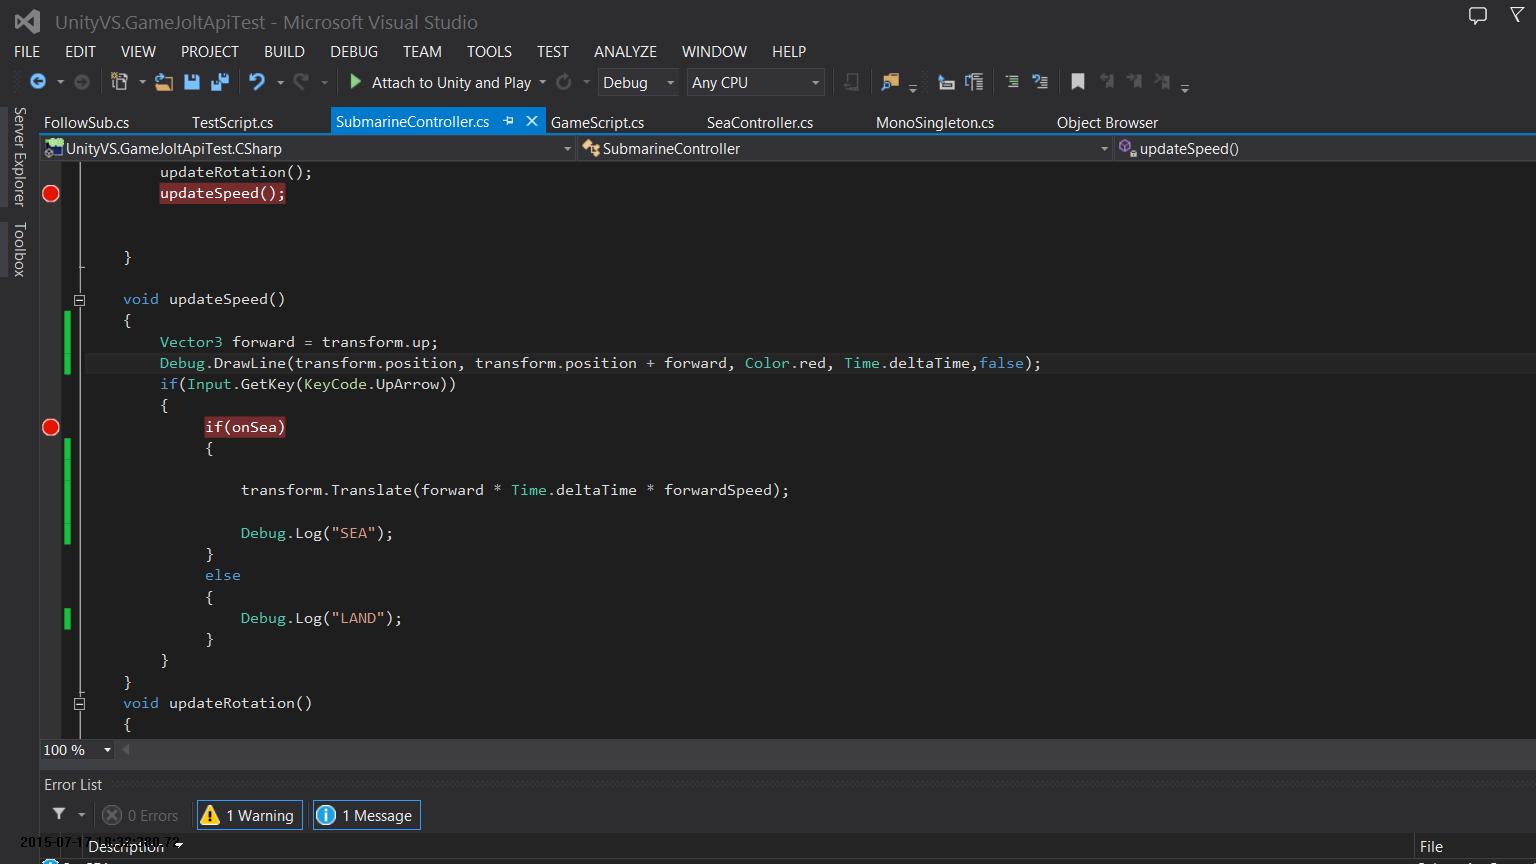 UnityVS.GameJoltApiTest - Microsoft Visual Studio
FILE EDIT VIEW PROJECT BUILD DEBUG TEAM TOOLS TEST ANALYZE WINDOW HELP
Attach to Unity and Play Debug Any CPU
Server Explorer
Toolbox
FollowSub.cs TestScript.cs SubmarineController.cs GameScript.cs SeaController.cs MonoSingleton.cs Object Browser
UnityVS.GameJoltApiTest.CSharp SubmarineController updateSpeed()
updateRotation();
updateSpeed();
}
void updateSpeed()
{
Vector3 forward = transform.up;
Debug.DrawLine(transform.position, transform.position + forward, Color.red, Time.deltaTime,false);
if(Input.GetKey(KeyCode.UpArrow))
{
if(onSea)
{
transform.Translate(forward * Time.deltaTime * forwardSpeed);
Debug.Log("SEA");
}
else
{
Debug.Log("LAND");
}
}
}
void updateRotation()
{
100 %
Error List
0 Errors 1 Warning 1 Message
Description File